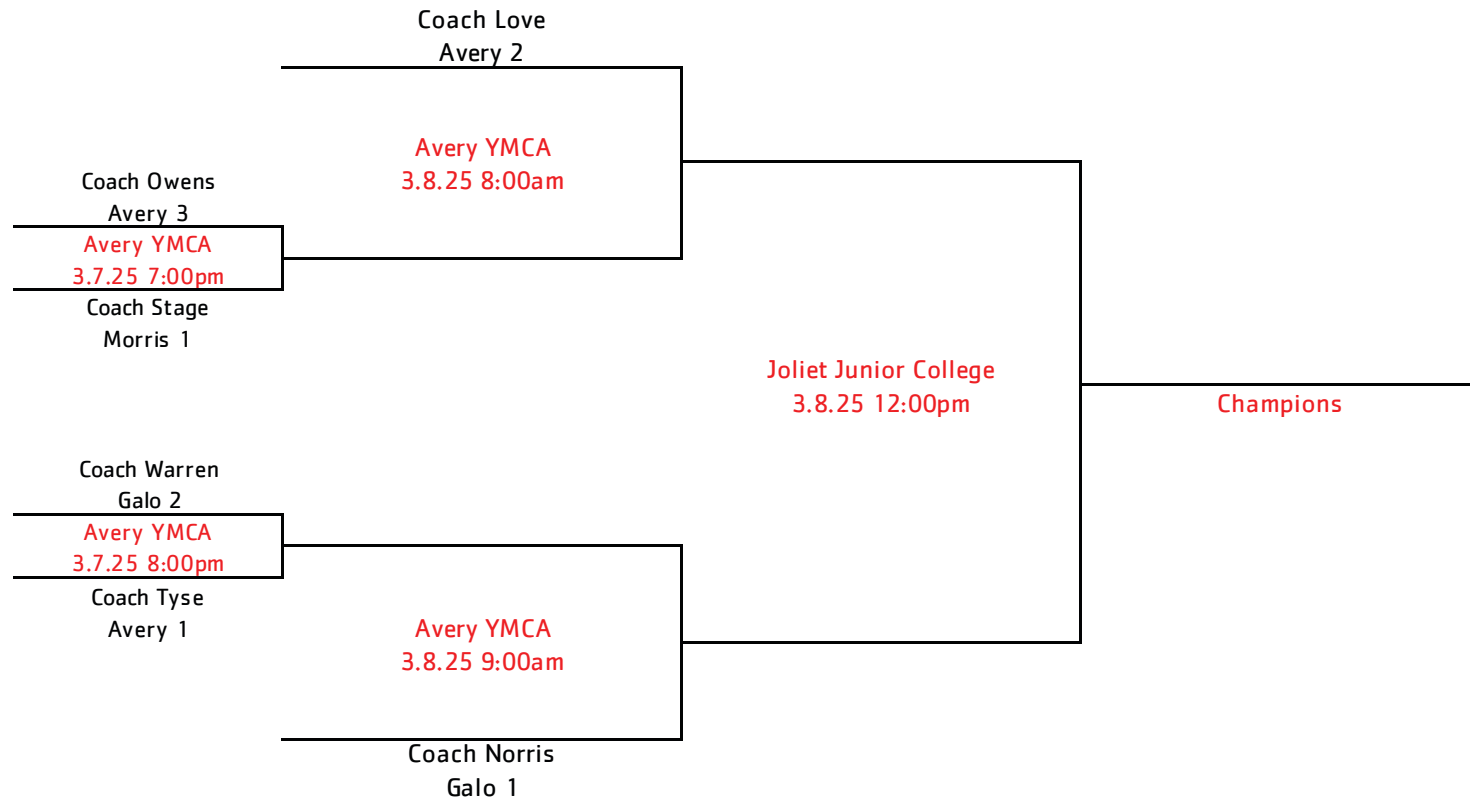 Coach Love
Avery 2
Avery YMCA
3.8.25 8:00am
Coach Owens
Avery 3
Avery YMCA
3.7.25 7:00pm
Coach Stage
Morris 1
Joliet Junior College
3.8.25 12:00pm
Champions
Coach Warren
Galo 2
Avery YMCA
3.7.25 8:00pm
Coach Tyse
Avery 1
Avery YMCA
3.8.25 9:00am
Coach Norris
Galo 1